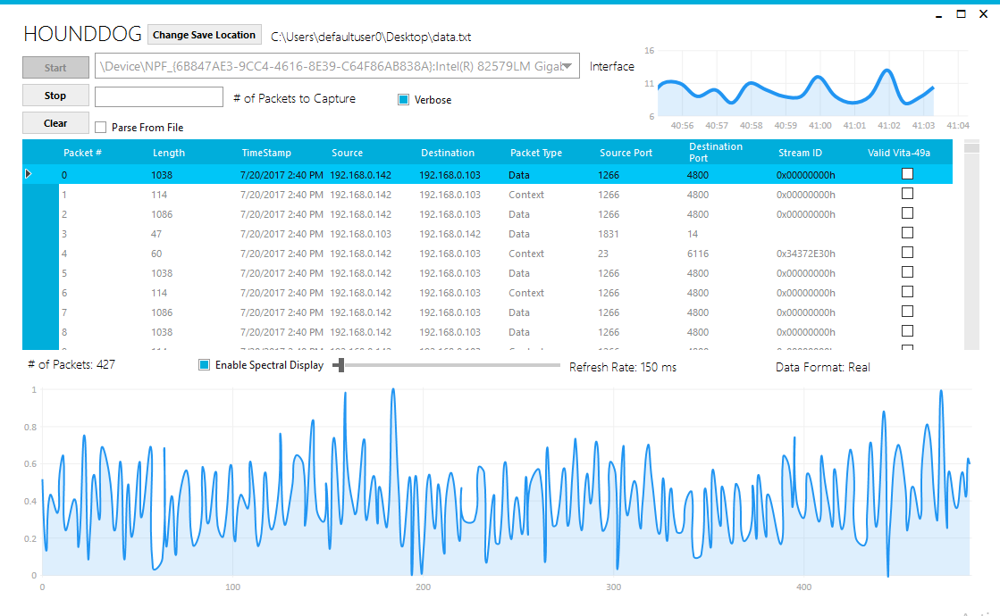 HOUNDDOG
Change Save Location
C:\Users\defaultuser0\Desktop\data.txt
Start
\Device\NPF_{6B847AE3-9CC4-4616-8E39-C64F86AB838A}:Intel(R) 82579LM Gigab
Interface
Stop
# of Packets to Capture
Verbose
Clear
Parse From File
16
11
6
40:56 40:57 40:58 40:59 41:00 41:01 41:02 41:03 41:04
Packet # Length TimeStamp Source Destination Packet Type Source Port Destination Port Stream ID Valid Vita-49a
0 1038 7/20/2017 2:40 PM 192.168.0.142 192.168.0.103 Data 1266 4800 0x00000000h
1 114 7/20/2017 2:40 PM 192.168.0.142 192.168.0.103 Context 1266 4800 0x00000000h
2 1086 7/20/2017 2:40 PM 192.168.0.142 192.168.0.103 Data 1266 4800 0x00000000h
3 47 7/20/2017 2:40 PM 192.168.0.103 192.168.0.142 Data 1831 14
4 60 7/20/2017 2:40 PM 192.168.0.142 192.168.0.103 Context 23 6116 0x34372E30h
5 1038 7/20/2017 2:40 PM 192.168.0.142 192.168.0.103 Data 1266 4800 0x00000000h
6 114 7/20/2017 2:40 PM 192.168.0.142 192.168.0.103 Context 1266 4800 0x00000000h
7 1086 7/20/2017 2:40 PM 192.168.0.142 192.168.0.103 Data 1266 4800 0x00000000h
8 1038 7/20/2017 2:40 PM 192.168.0.142 192.168.0.103 Data 1266 4800 0x00000000h
# of Packets: 427
Enable Spectral Display
Refresh Rate: 150 ms
Data Format: Real
1
0.8
0.6
0.4
0.2
0
0 100 200 300 400